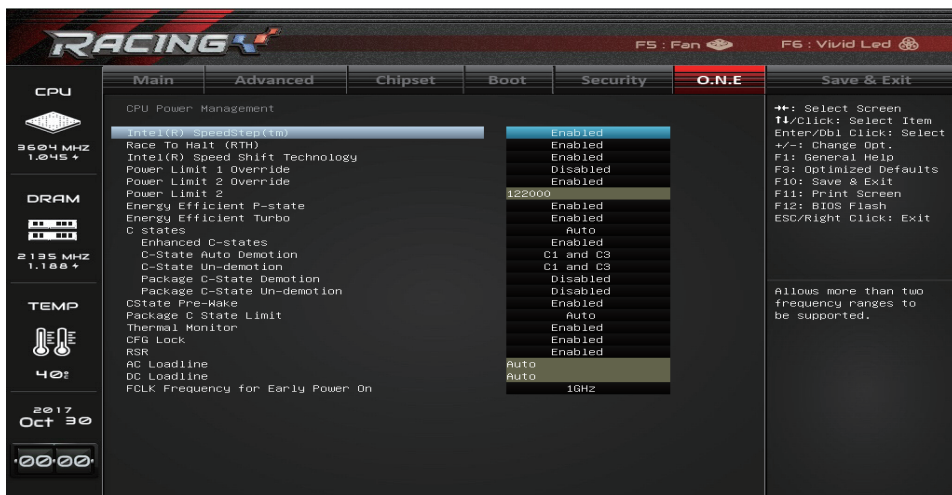 RACING
F5 : Fan
F6 : Vivid Led
Main Advanced Chipset Boot Security O.N.E Save & Exit
CPU
3604 MHZ
1.045 V
DRAM
2135 MHZ
1.188 V
TEMP
40
2017
Oct 30
00:00
CPU Power Management
Intel(R) SpeedStep(tm) Enabled
Race To Halt (RTH) Enabled
Intel(R) Speed Shift Technology Enabled
Power Limit 1 Override Disabled
Power Limit 2 Override Enabled
Power Limit 2 122000
Energy Efficient P-state Enabled
Energy Efficient Turbo Enabled
C states Auto
Enhanced C-states Enabled
C-State Auto Demotion C1 and C3
C-State Un-demotion C1 and C3
Package C-State Demotion Disabled
Package C-State Un-demotion Disabled
CState Pre-Wake Enabled
Package C State Limit Auto
Thermal Monitor Enabled
CFG Lock Enabled
RSR Enabled
AC Loadline Auto
DC Loadline Auto
FCLK Frequency for Early Power On 1GHz
→←: Select Screen
↑↓/Click: Select Item
Enter/Dbl Click: Select
+/-: Change Opt.
F1: General Help
F3: Optimized Defaults
F10: Save & Exit
F11: Print Screen
F12: BIOS Flash
ESC/Right Click: Exit
Allows more than two
frequency ranges to
be supported.